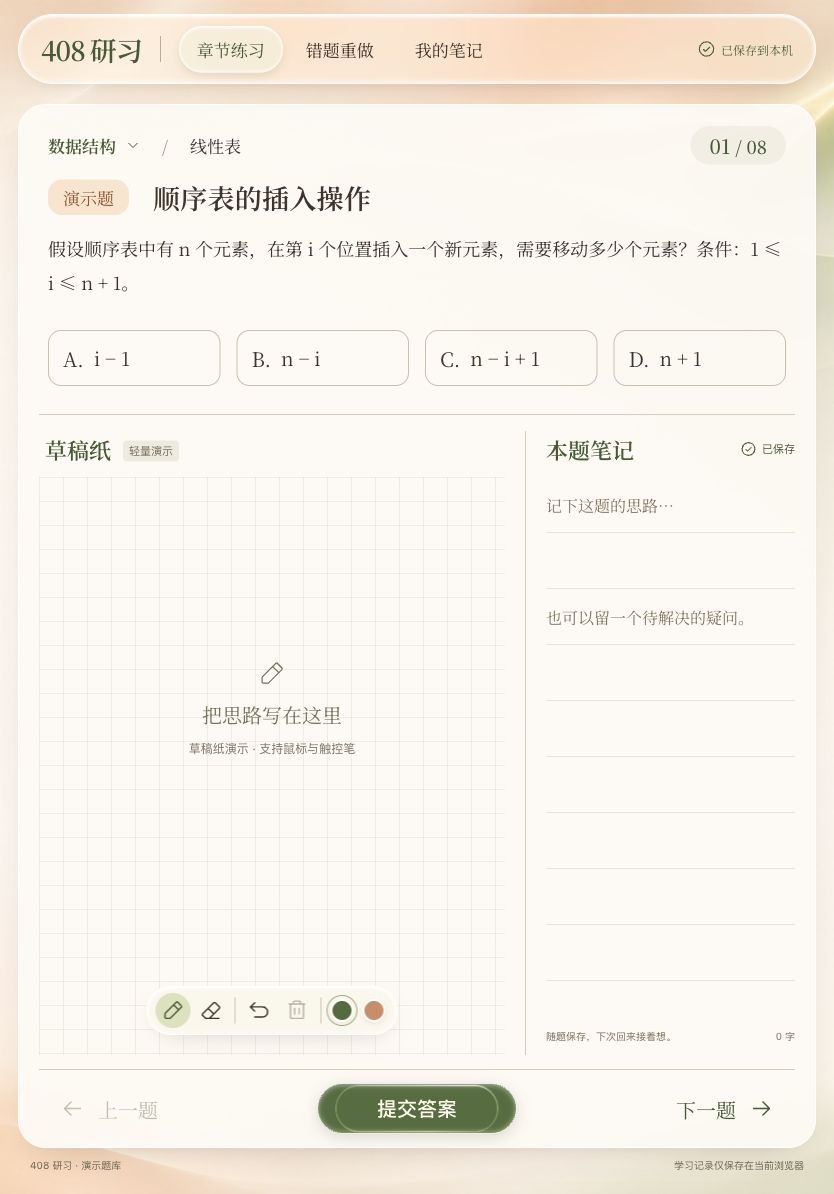 408 研习 章节练习 错题重做 我的笔记 已保存到本机
数据结构 / 线性表 01 / 08
演示题 顺序表的插入操作
假设顺序表中有 n 个元素，在第 i 个位置插入一个新元素，需要移动多少个元素？条件：1 ≤
i ≤ n + 1。
A. i − 1 B. n − i C. n − i + 1 D. n + 1
草稿纸 轻量演示
把思路写在这里
草稿纸演示 · 支持鼠标与触控笔
本题笔记 已保存
记下这题的思路…
也可以留一个待解决的疑问。
随题保存，下次回来接着想。 0 字
上一题 提交答案 下一题
408 研习 · 演示题库 学习记录仅保存在当前浏览器